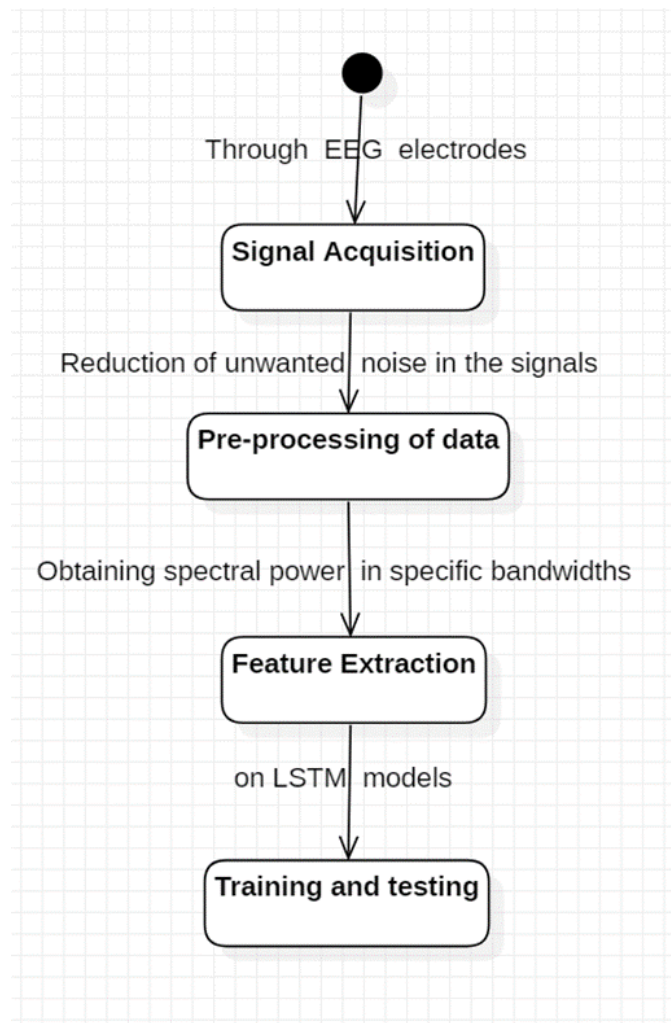 Through EEG electrodes
Signal Acquisition
Reduction of unwanted noise in the signals
Pre-processing of data
Obtaining spectral power in specific bandwidths
Feature Extraction
on LSTM models
Training and testing